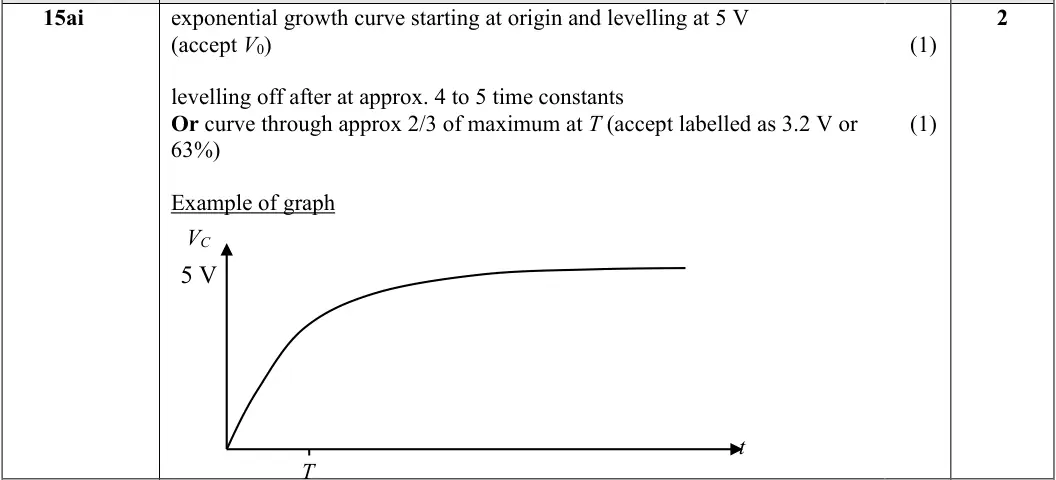 15ai
exponential growth curve starting at origin and levelling at 5 V
(accept V0) (1)
2
levelling off after at approx. 4 to 5 time constants
Or curve through approx 2/3 of maximum at T (accept labelled as 3.2 V or (1)
63%)
Example of graph
VC
5 V
t
T